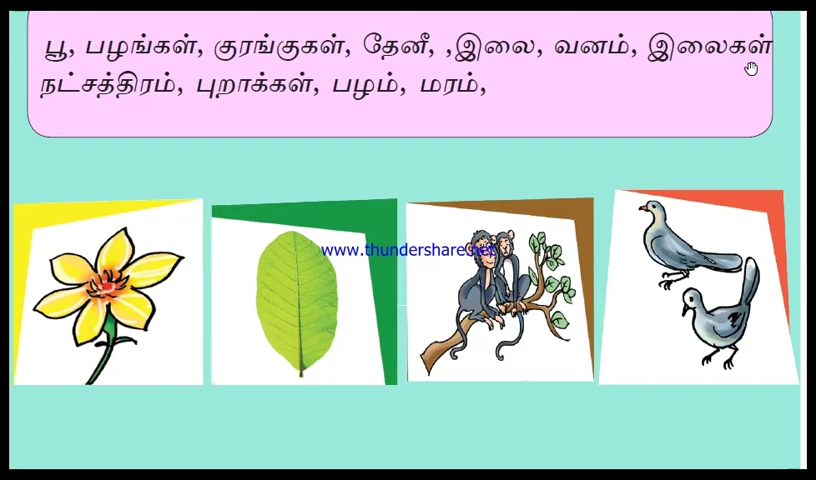 பூ, பழங்கள், குரங்குகள், தேனீ, ,இலை, வனம், இலைகள்
நட்சத்திரம், புறாக்கள், பழம், மரம்,
www.thundershare.net